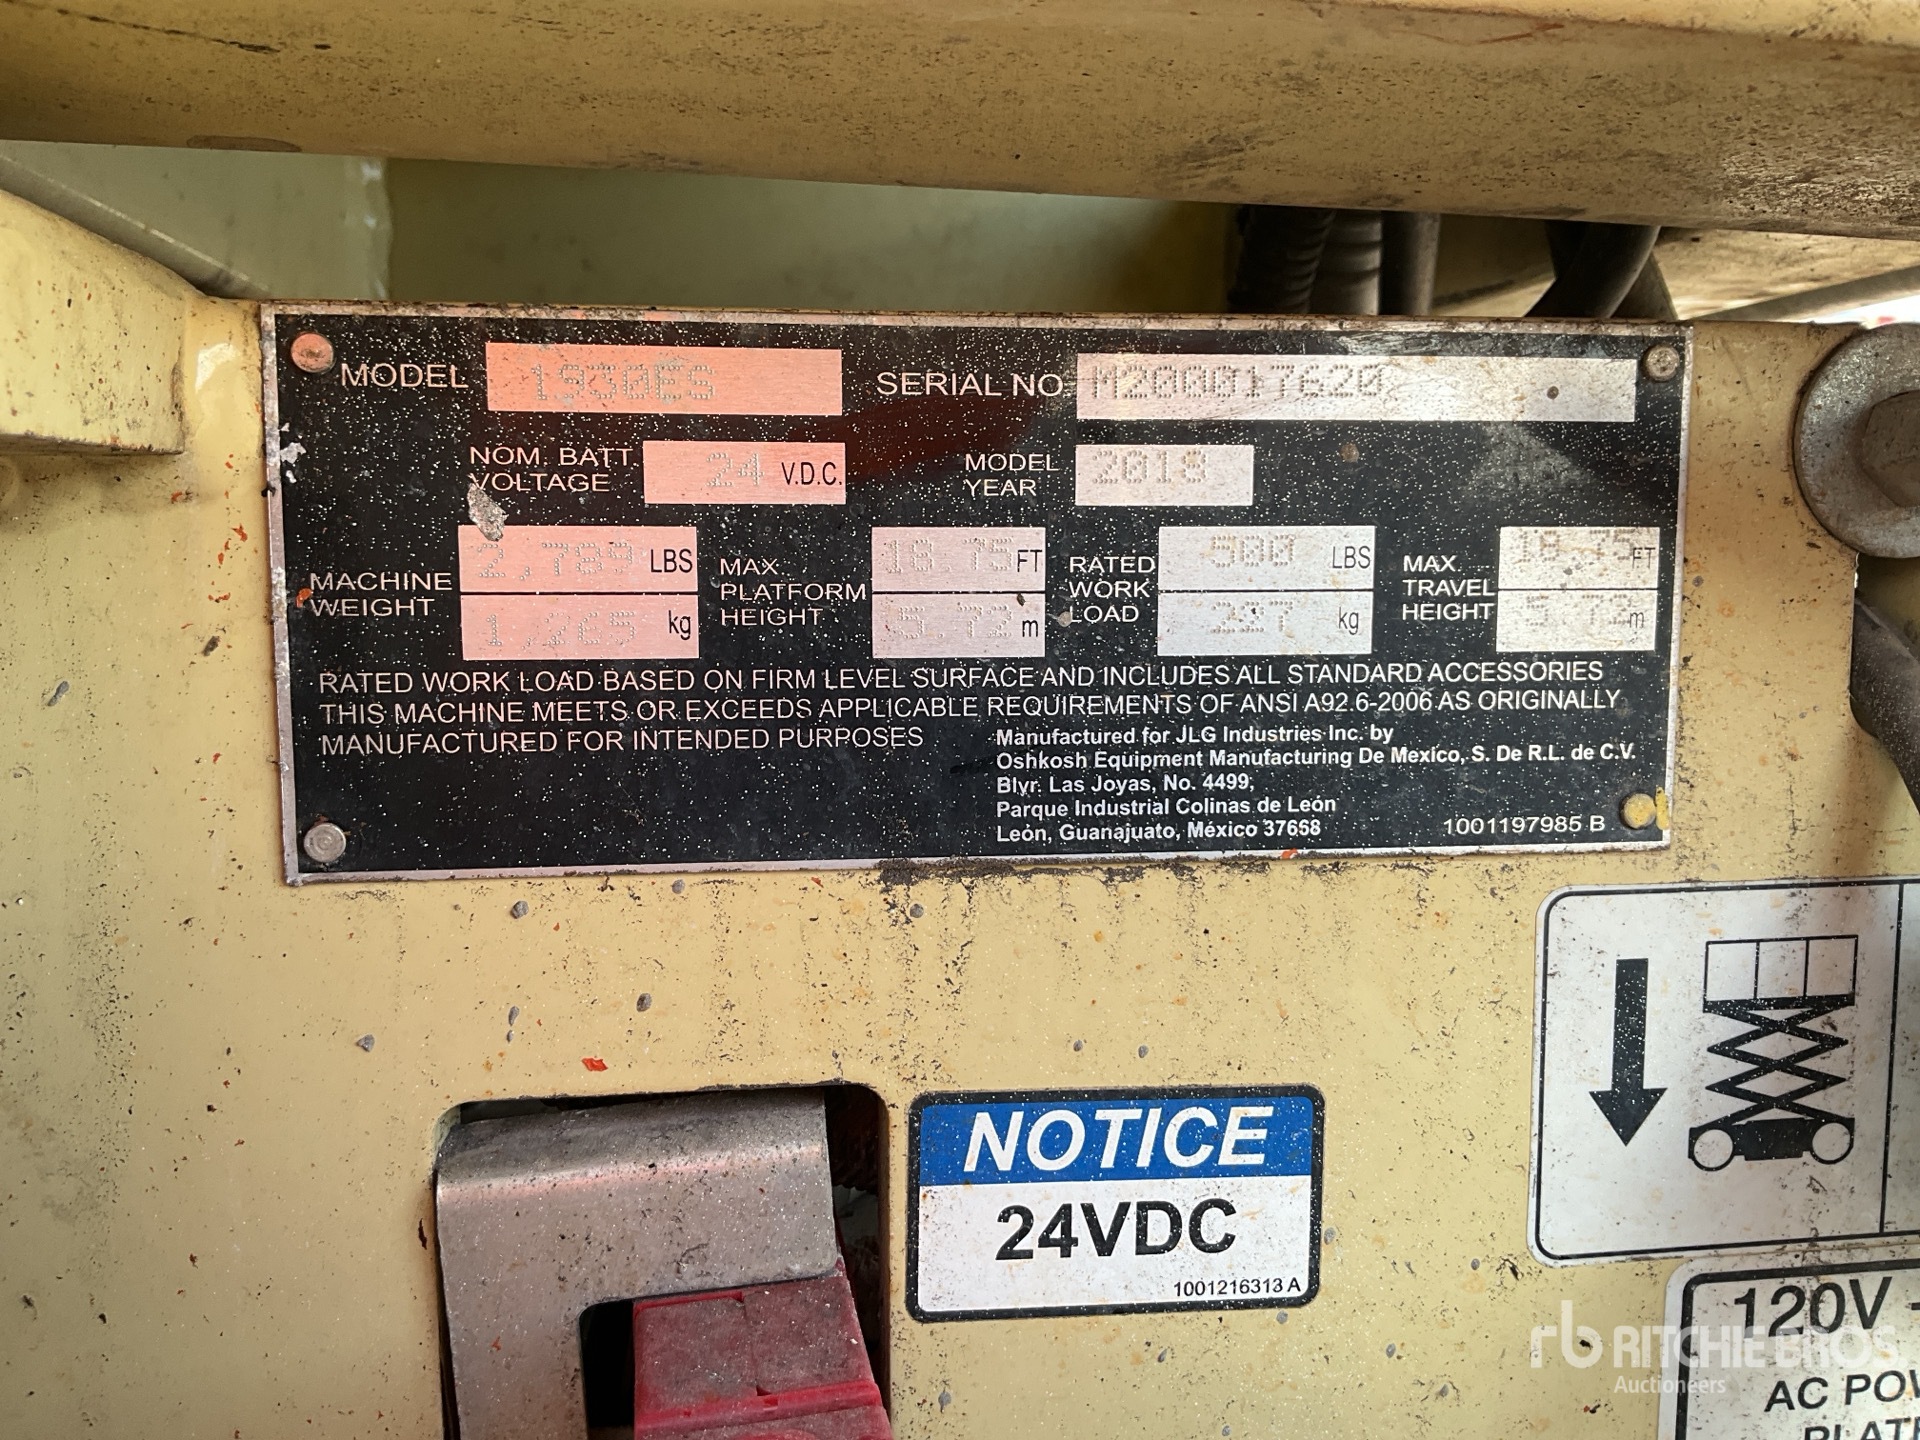 MODEL 1930ES SERIAL NO. M200017620
NOM. BATT. VOLTAGE 24 V.D.C. MODEL YEAR 2018
MACHINE WEIGHT 2,789 LBS 1,265 kg
MAX. PLATFORM HEIGHT 18.75 FT 5.72 m
RATED WORK LOAD 500 LBS 227 kg
MAX. TRAVEL HEIGHT 18.75 FT 5.72 m
RATED WORK LOAD BASED ON FIRM LEVEL SURFACE AND INCLUDES ALL STANDARD ACCESSORIES
THIS MACHINE MEETS OR EXCEEDS APPLICABLE REQUIREMENTS OF ANSI A92.6-2006 AS ORIGINALLY
MANUFACTURED FOR INTENDED PURPOSES
Manufactured for JLG Industries Inc. by
Oshkosh Equipment Manufacturing De Mexico, S. De R.L. de C.V.
Blvr. Las Joyas, No. 4499,
Parque Industrial Colinas de León
León, Guanajuato, México 37658
1001197985 B
NOTICE
24VDC
1001216313 A
120V
AC
rb RITCHIE BROS
Auctioneers